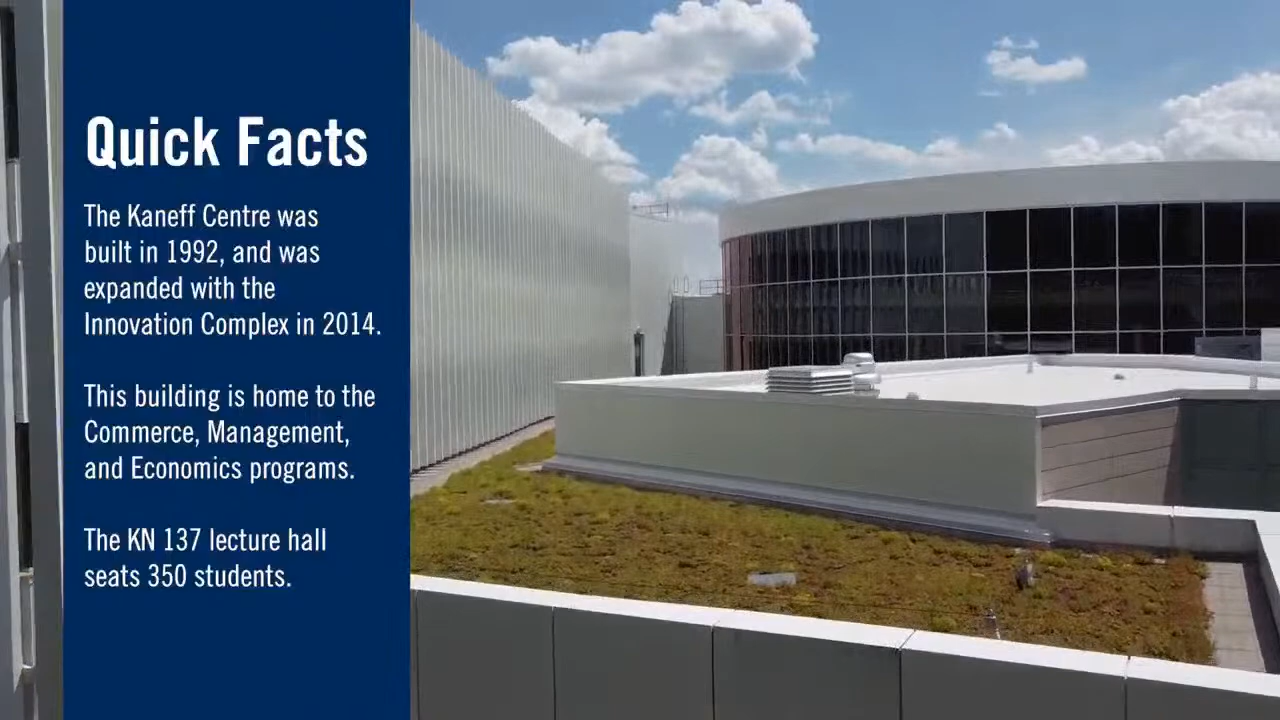 Quick Facts
The Kaneff Centre was
built in 1992, and was
expanded with the
Innovation Complex in 2014.
This building is home to the
Commerce, Management,
and Economics programs.
The KN 137 lecture hall
seats 350 students.